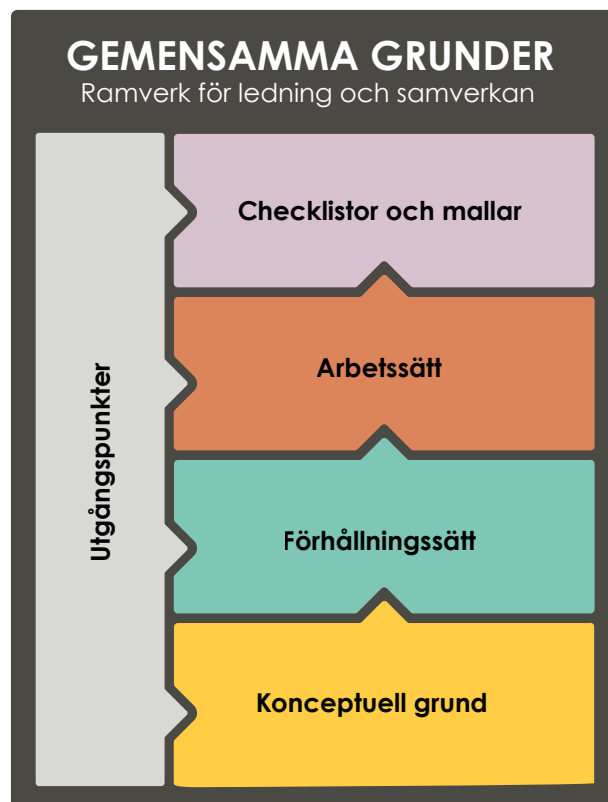 GEMENSAMMA GRUNDER
Ramverk för ledning och samverkan
Utgångspunkter
Checklistor och mallar
Arbetssätt
Förhållningssätt
Konceptuell grund